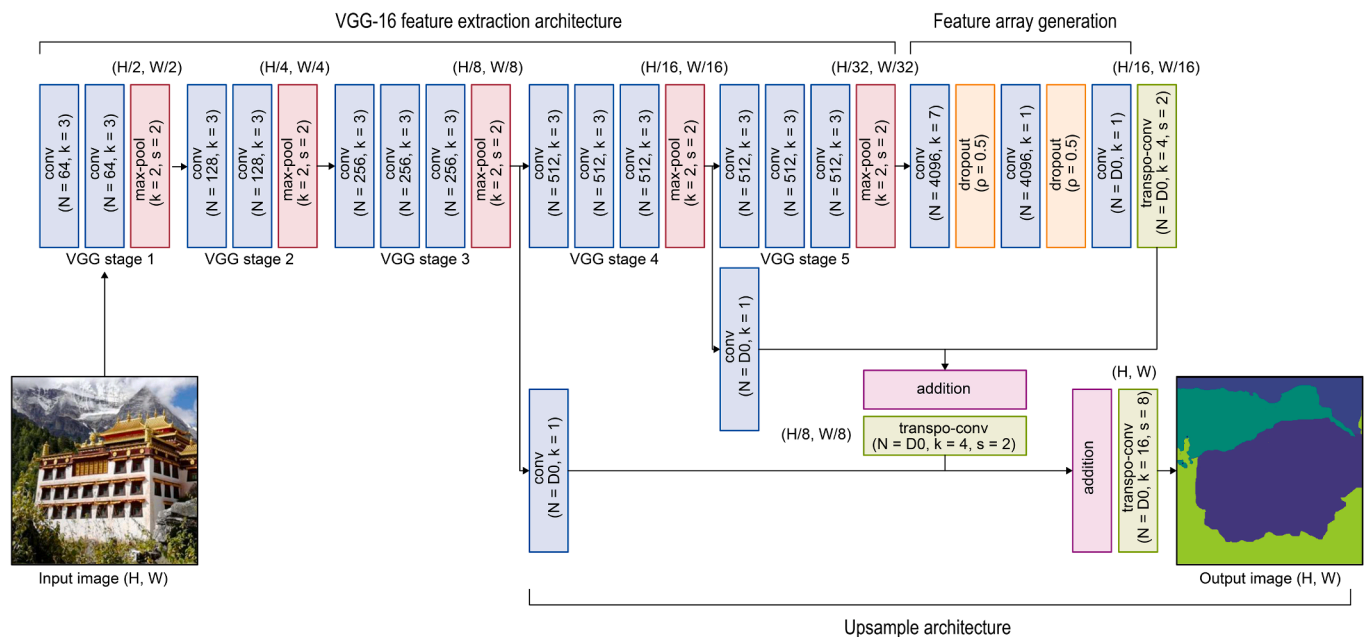 VGG-16 feature extraction architecture
Feature array generation
(H/2, W/2)
(H/4, W/4)
(H/8, W/8)
(H/16, W/16)
(H/32, W/32)
(H/16, W/16)
conv
(N = 64, k = 3)
conv
(N = 64, k = 3)
max-pool
(k = 2, s = 2)
conv
(N = 128, k = 3)
conv
(N = 128, k = 3)
max-pool
(k = 2, s = 2)
conv
(N = 256, k = 3)
conv
(N = 256, k = 3)
conv
(N = 256, k = 3)
max-pool
(k = 2, s = 2)
conv
(N = 512, k = 3)
conv
(N = 512, k = 3)
conv
(N = 512, k = 3)
max-pool
(k = 2, s = 2)
conv
(N = 512, k = 3)
conv
(N = 512, k = 3)
conv
(N = 512, k = 3)
max-pool
(k = 2, s = 2)
conv
(N = 4096, k = 7)
dropout
(ρ = 0.5)
conv
(N = 4096, k = 1)
dropout
(ρ = 0.5)
conv
(N = D0, k = 1)
transpo-conv
(N = D0, k = 4, s = 2)
VGG stage 1
VGG stage 2
VGG stage 3
VGG stage 4
VGG stage 5
conv
(N = D0, k = 1)
addition
(H/8, W/8)
transpo-conv
(N = D0, k = 4, s = 2)
conv
(N = D0, k = 1)
addition
(H, W)
transpo-conv
(N = D0, k = 16, s = 8)
Input image (H, W)
Output image (H, W)
Upsample architecture